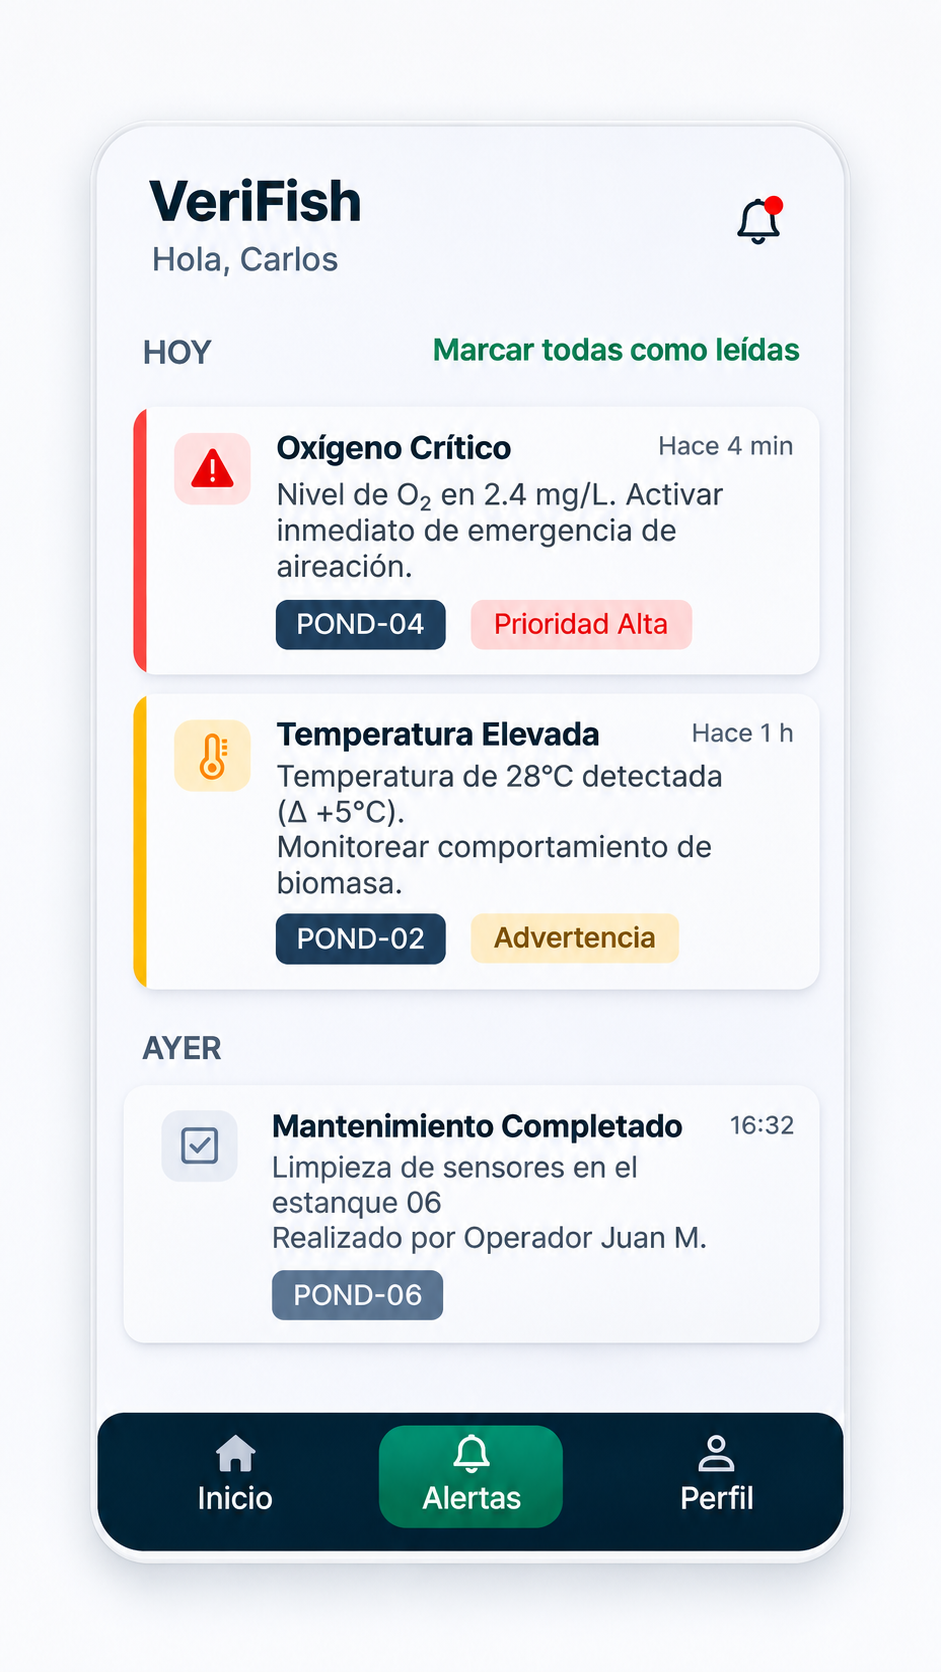 VeriFish
Hola, Carlos
HOY
Marcar todas como leídas
Oxígeno Crítico
Hace 4 min
Nivel de O₂ en 2.4 mg/L. Activar
inmediato de emergencia de
aireación.
POND-04
Prioridad Alta
Temperatura Elevada
Hace 1 h
Temperatura de 28°C detectada
(Δ +5°C).
Monitorear comportamiento de
biomasa.
POND-02
Advertencia
AYER
Mantenimiento Completado
16:32
Limpieza de sensores en el
estanque 06
Realizado por Operador Juan M.
POND-06
Inicio
Alertas
Perfil